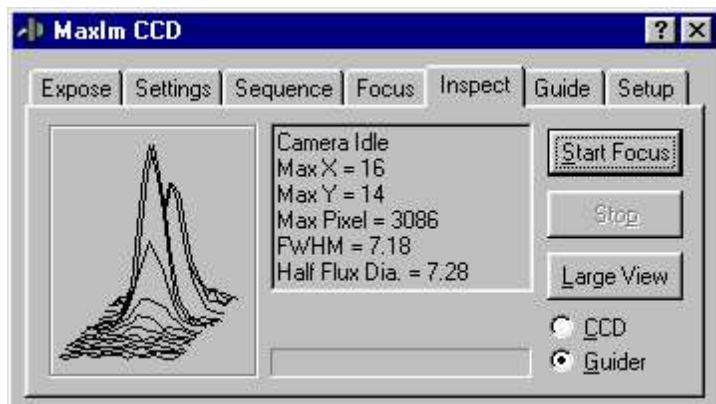 MaxIm CCD ?
Expose Settings Sequence Focus Inspect Guide Setup
Camera Idle
Max X = 16
Max Y = 14
Max Pixel = 3086
FWHM = 7.18
Half Flux Dia. = 7.28
Start Focus
Stop
Large View
CCD
Guider